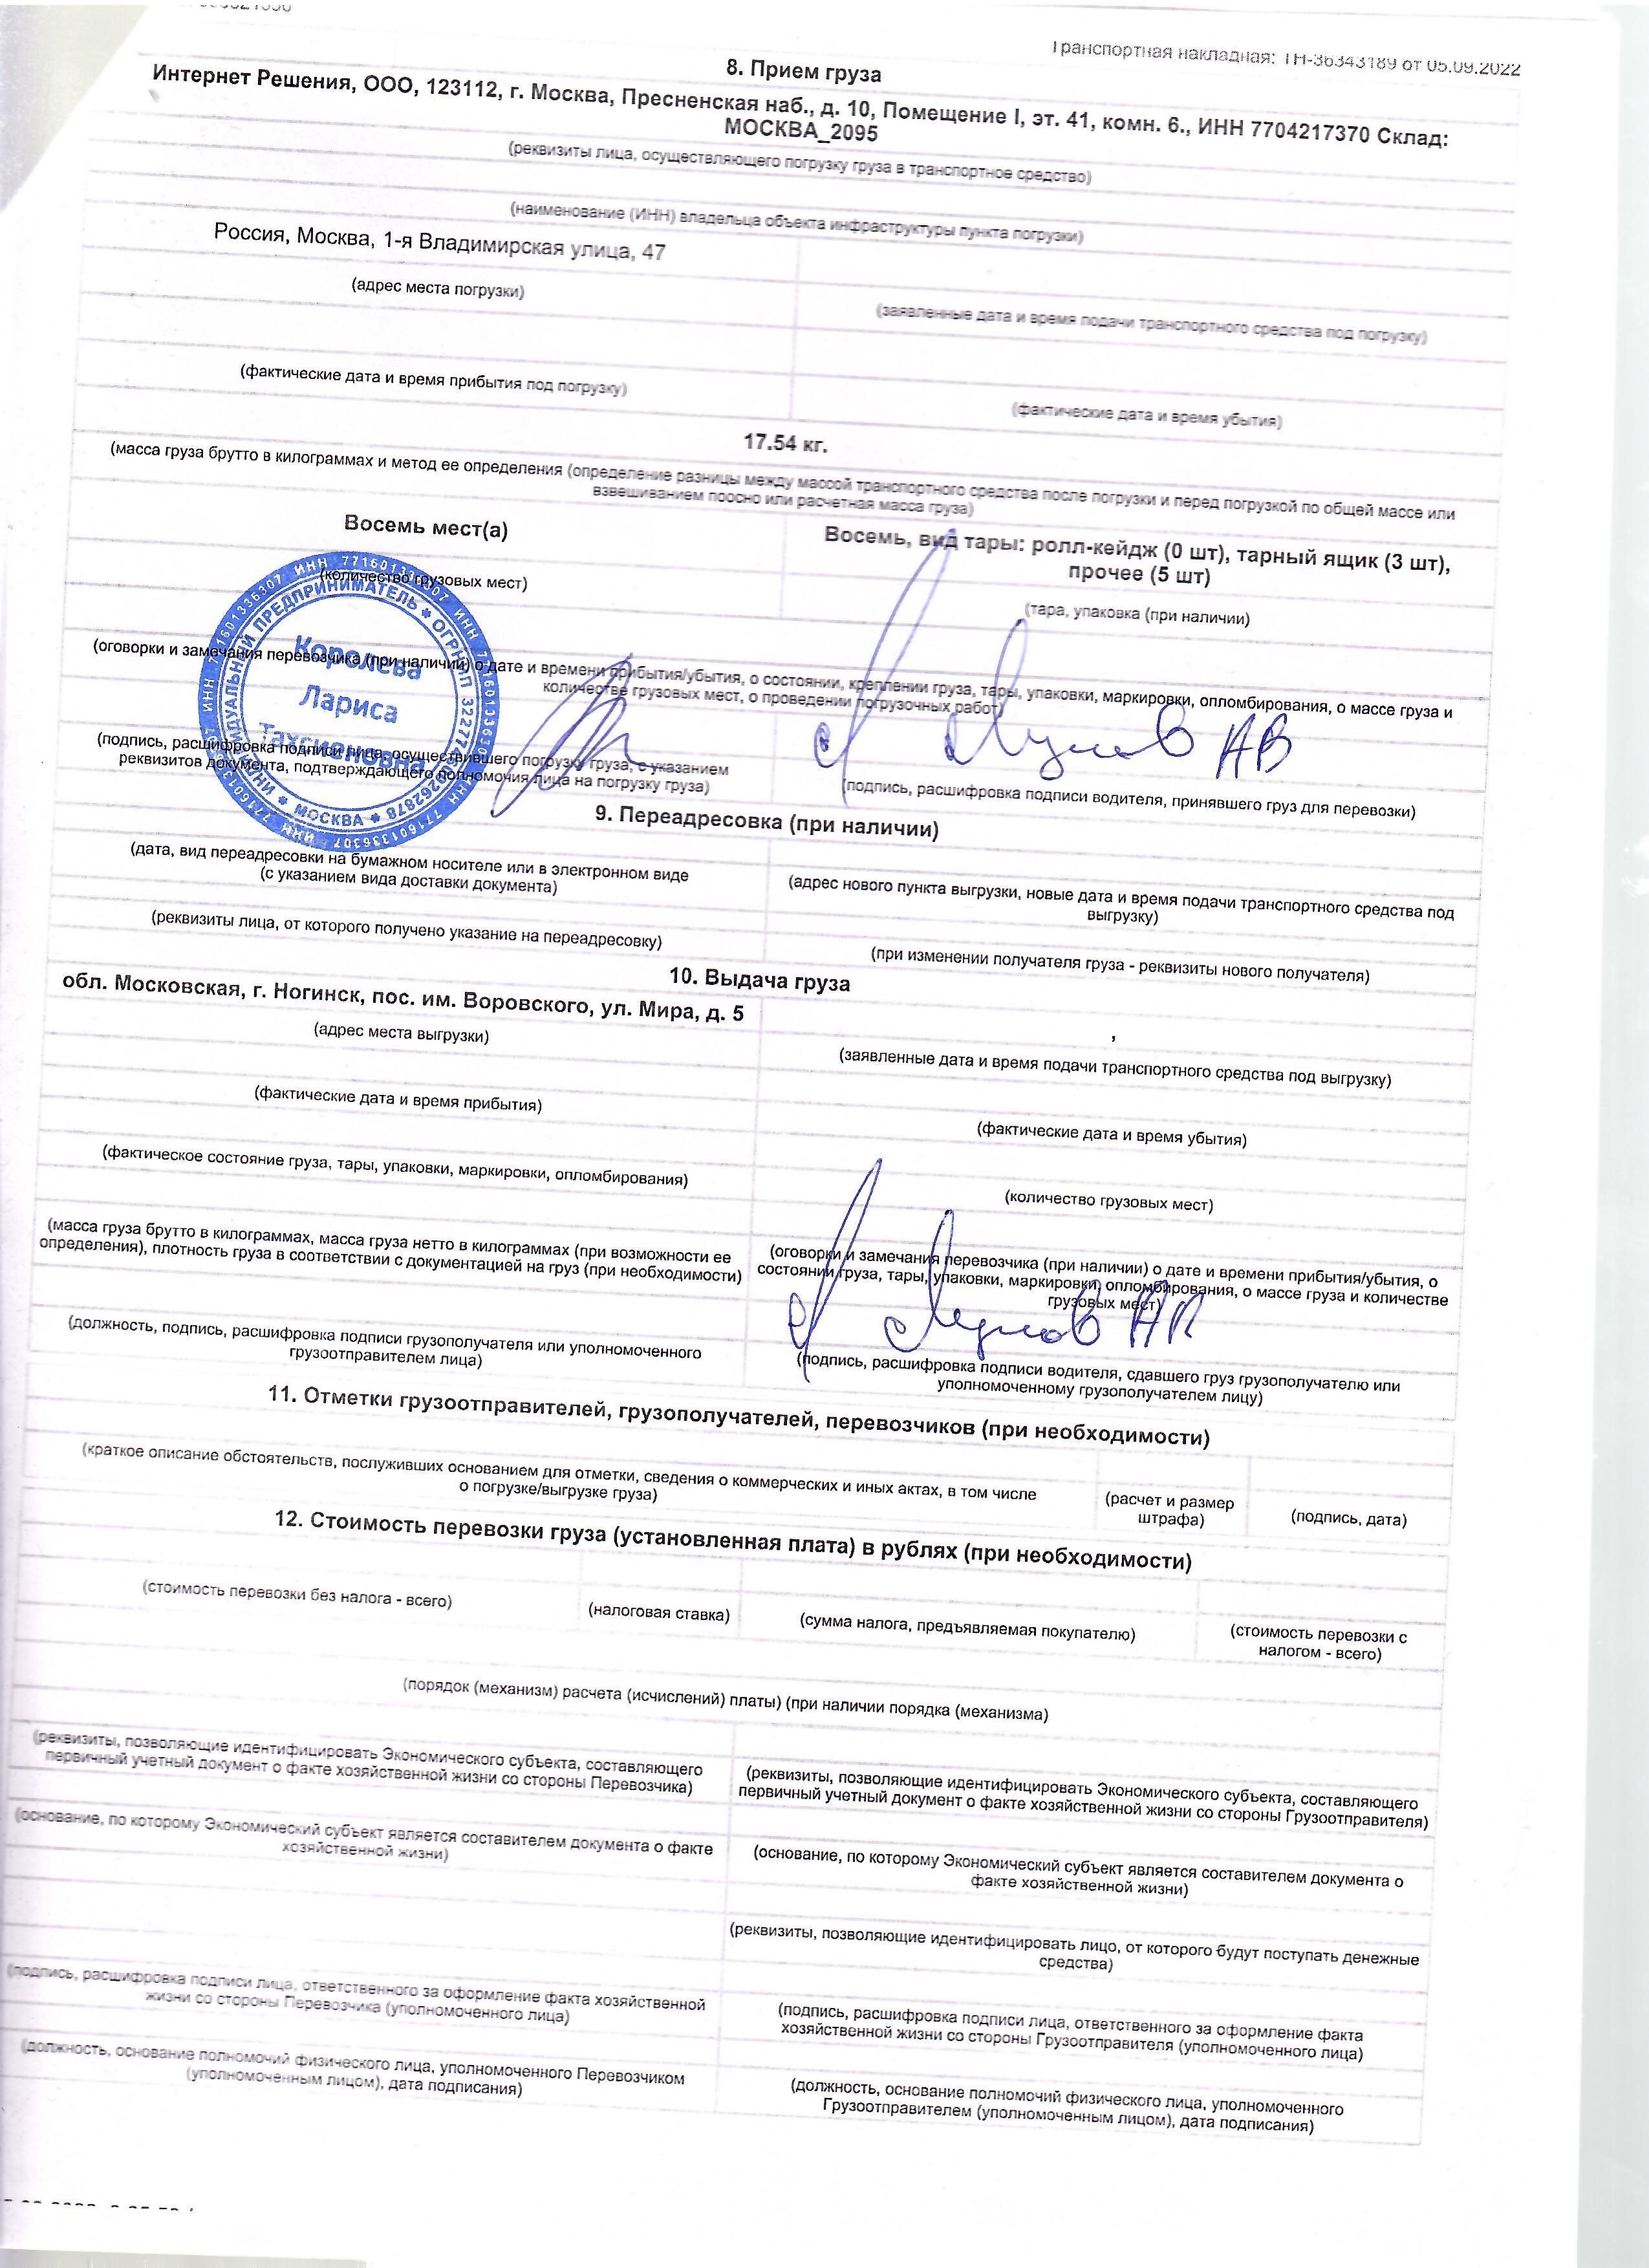 Транспортная накладная: ТН-36343189 от 05.09.2022
8. Прием груза
Интернет Решения, ООО, 123112, г. Москва, Пресненская наб., д. 10, Помещение I, эт. 41, комн. 6., ИНН 7704217370 Склад:
МОСКВА_2095
(реквизиты лица, осуществляющего погрузку груза в транспортное средство)
(наименование (ИНН) владельца объекта инфраструктуры пункта погрузки)
Россия, Москва, 1-я Владимирская улица, 47
(адрес места погрузки)
(заявленные дата и время подачи транспортного средства под погрузку)
(фактические дата и время прибытия под погрузку)
(фактические дата и время убытия)
17.54 кг.
(масса груза брутто в килограммах и метод ее определения (определение разницы между массой транспортного средства после погрузки и перед погрузкой по общей массе или
взвешиванием поосно или расчетная масса груза)
Восемь мест(а)
Восемь, вид тары: ролл-кейдж (0 шт), тарный ящик (3 шт),
прочее (5 шт)
(количество грузовых мест)
(тара, упаковка (при наличии)
(оговорки и замечания перевозчика (при наличии) о дате и времени прибытия/убытия, о состоянии, креплении груза, тары, упаковки, маркировки, опломбирования, о массе груза и
количестве грузовых мест, о проведении погрузочных работ)
ИНДИВИДУАЛЬНЫЙ ПРЕДПРИНИМАТЕЛЬ
МОСКВА
ИНН 771601336307
Королева
Лариса
Тахсиеновна
(подпись, расшифровка подписи лица, осуществившего погрузку груза, с указанием
реквизитов документа, подтверждающего полномочия лица на погрузку груза)
(подпись, расшифровка подписи водителя, принявшего груз для перевозки)
9. Переадресовка (при наличии)
(дата, вид переадресовки на бумажном носителе или в электронном виде
(с указанием вида доставки документа)
(адрес нового пункта выгрузки, новые дата и время подачи транспортного средства под
выгрузку)
(реквизиты лица, от которого получено указание на переадресовку)
(при изменении получателя груза - реквизиты нового получателя)
10. Выдача груза
обл. Московская, г. Ногинск, пос. им. Воровского, ул. Мира, д. 5
,
(адрес места выгрузки)
(заявленные дата и время подачи транспортного средства под выгрузку)
(фактические дата и время прибытия)
(фактические дата и время убытия)
(фактическое состояние груза, тары, упаковки, маркировки, опломбирования)
(количество грузовых мест)
(масса груза брутто в килограммах, масса груза нетто в килограммах (при возможности ее
определения), плотность груза в соответствии с документацией на груз (при необходимости)
(оговорки и замечания перевозчика (при наличии) о дате и времени прибытия/убытия, о
состоянии груза, тары, упаковки, маркировки, опломбирования, о массе груза и количестве
грузовых мест)
(должность, подпись, расшифровка подписи грузополучателя или уполномоченного
грузоотправителем лица)
(подпись, расшифровка подписи водителя, сдавшего груз грузополучателю или
уполномоченному грузополучателем лицу)
11. Отметки грузоотправителей, грузополучателей, перевозчиков (при необходимости)
(краткое описание обстоятельств, послуживших основанием для отметки, сведения о коммерческих и иных актах, в том числе
о погрузке/выгрузке груза)
(расчет и размер
штрафа)
(подпись, дата)
12. Стоимость перевозки груза (установленная плата) в рублях (при необходимости)
(стоимость перевозки без налога - всего)
(налоговая ставка)
(сумма налога, предъявляемая покупателю)
(стоимость перевозки с
налогом - всего)
(порядок (механизм) расчета (исчислений) платы) (при наличии порядка (механизма)
(реквизиты, позволяющие идентифицировать Экономического субъекта, составляющего
первичный учетный документ о факте хозяйственной жизни со стороны Перевозчика)
(реквизиты, позволяющие идентифицировать Экономического субъекта, составляющего
первичный учетный документ о факте хозяйственной жизни со стороны Грузоотправителя)
(основание, по которому Экономический субъект является составителем документа о факте
хозяйственной жизни)
(основание, по которому Экономический субъект является составителем документа о
факте хозяйственной жизни)
(реквизиты, позволяющие идентифицировать лицо, от которого будут поступать денежные
средства)
(подпись, расшифровка подписи лица, ответственного за оформление факта хозяйственной
жизни со стороны Перевозчика (уполномоченного лица)
(подпись, расшифровка подписи лица, ответственного за оформление факта
хозяйственной жизни со стороны Грузоотправителя (уполномоченного лица)
(должность, основание полномочий физического лица, уполномоченного Перевозчиком
(уполномоченным лицом), дата подписания)
(должность, основание полномочий физического лица, уполномоченного
Грузоотправителем (уполномоченным лицом), дата подписания)